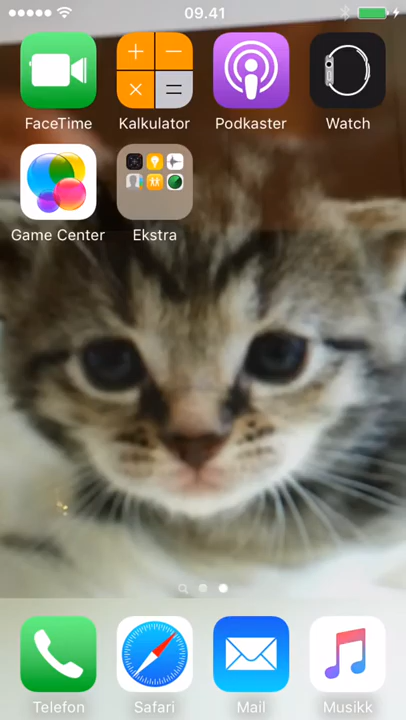 09.41
FaceTime Kalkulator Podkaster Watch
Game Center Ekstra
Telefon Safari Mail Musikk